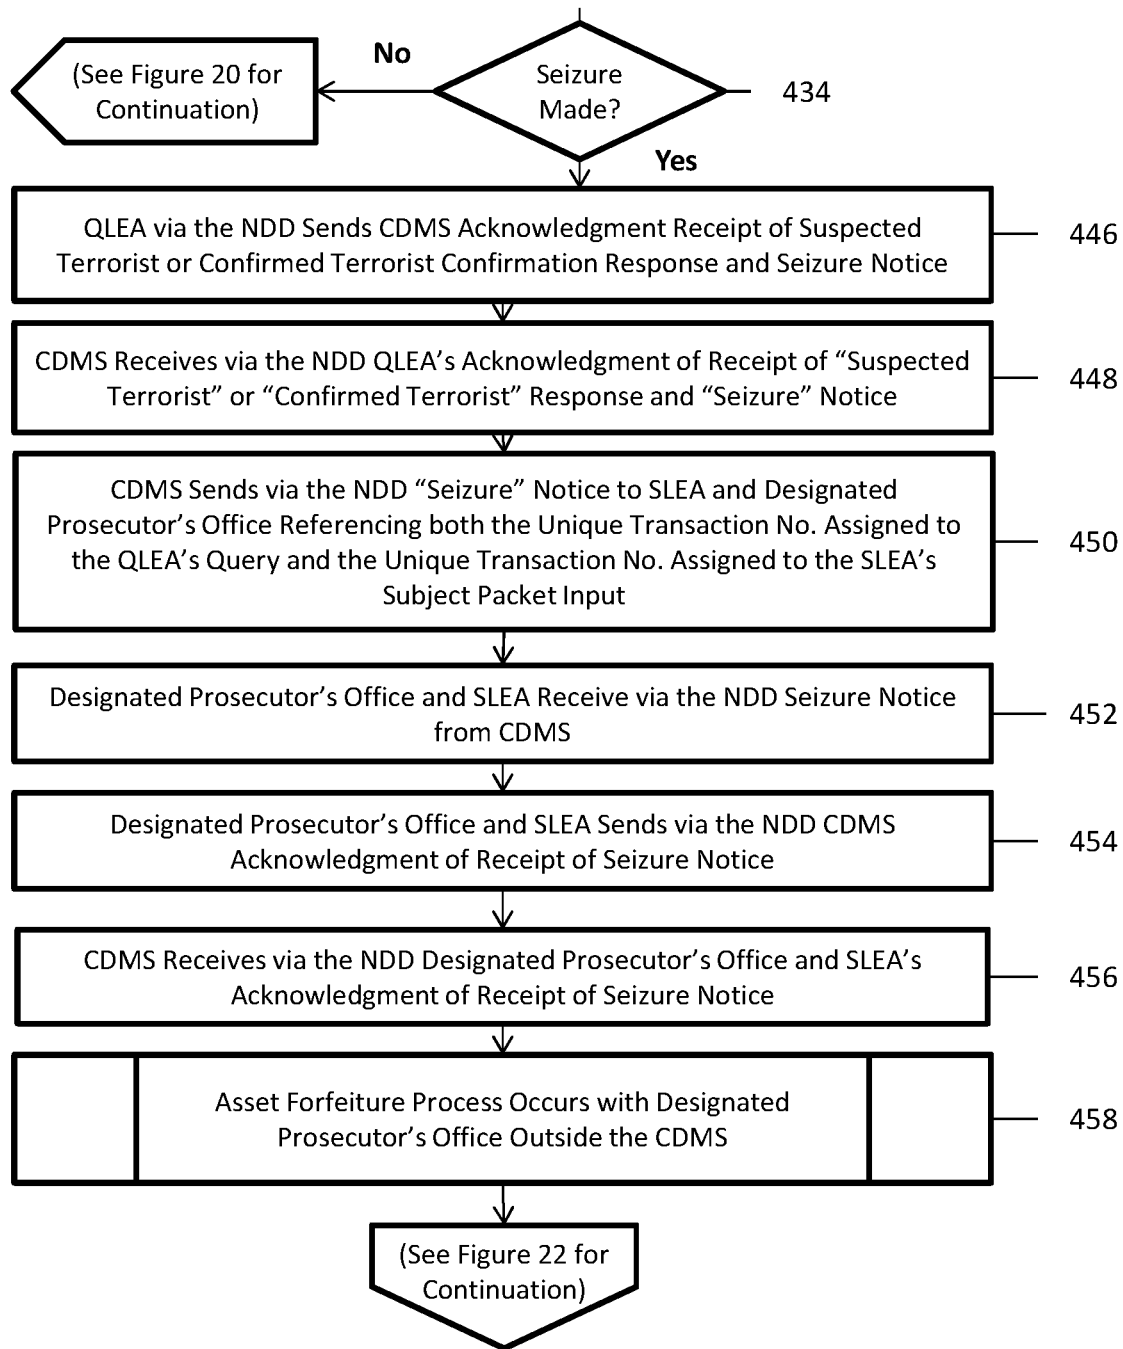 No
(See Figure 20 for
Continuation)
Seizure
Made?
434
Yes
QLEA via the NDD Sends CDMS Acknowledgment Receipt of Suspected
Terrorist or Confirmed Terrorist Confirmation Response and Seizure Notice
446
CDMS Receives via the NDD QLEA’s Acknowledgment of Receipt of “Suspected
Terrorist” or “Confirmed Terrorist” Response and “Seizure” Notice
448
CDMS Sends via the NDD “Seizure” Notice to SLEA and Designated
Prosecutor’s Office Referencing both the Unique Transaction No. Assigned to
the QLEA’s Query and the Unique Transaction No. Assigned to the SLEA’s
Subject Packet Input
450
Designated Prosecutor’s Office and SLEA Receive via the NDD Seizure Notice
from CDMS
452
Designated Prosecutor’s Office and SLEA Sends via the NDD CDMS
Acknowledgment of Receipt of Seizure Notice
454
CDMS Receives via the NDD Designated Prosecutor’s Office and SLEA’s
Acknowledgment of Receipt of Seizure Notice
456
Asset Forfeiture Process Occurs with Designated
Prosecutor’s Office Outside the CDMS
458
(See Figure 22 for
Continuation)